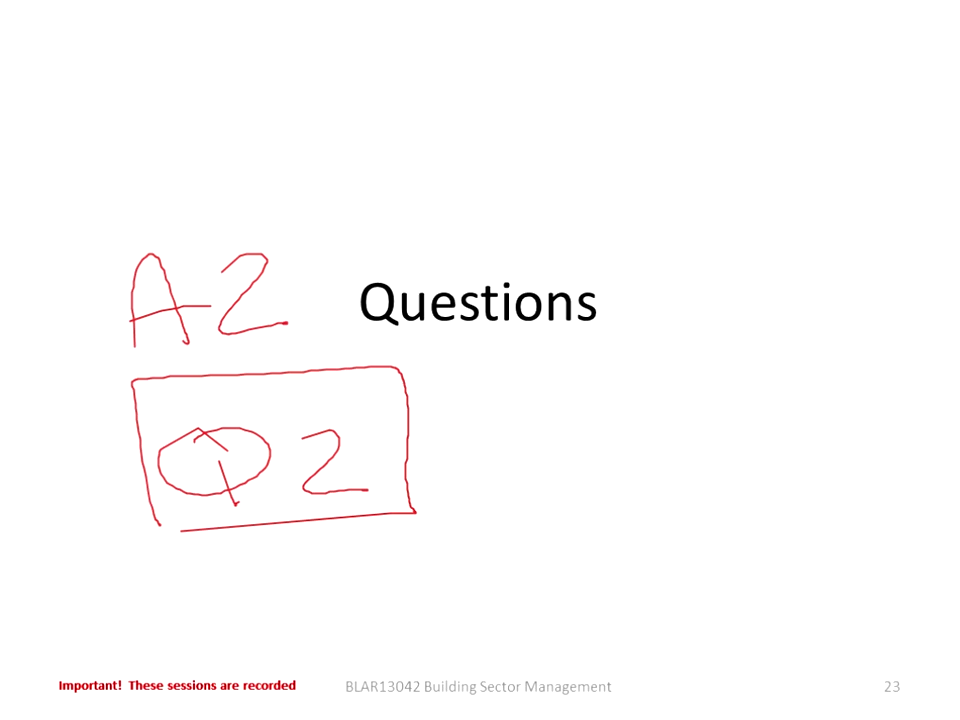 A2
Questions
Q2
Important! These sessions are recorded
BLAR13042 Building Sector Management
23